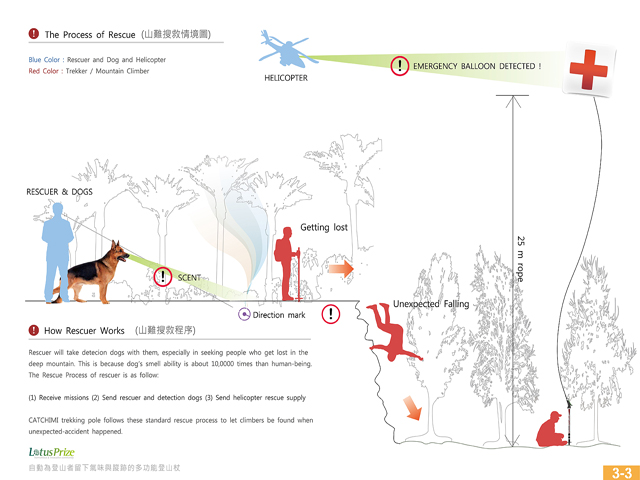 ! The Process of Rescue (山難搜救情境圖)
Blue Color : Rescuer and Dog and Helicopter
Red Color : Trekker / Mountain Climber
HELICOPTER
! EMERGENCY BALLOON DETECTED !
RESCUER & DOGS
Getting lost
25 m rope
! SCENT
Direction mark
!
Unexpected Falling
! How Rescuer Works (山難搜救程序)
Rescuer will take detecion dogs with them, especially in seeking people who get lost in the
deep mountain. This is because dog's smell ability is about 10,0000 times than human-being.
The Rescue Process of rescuer is as follow:
(1) Receive missions (2) Send rescuer and detection dogs (3) Send helicopter rescue supply
CATCHIMI trekking pole follows these standard rescue process to let climbers be found when
unexpected-accident happened.
LotusPrize
自動為登山者留下氣味與蹤跡的多功能登山杖
3-3